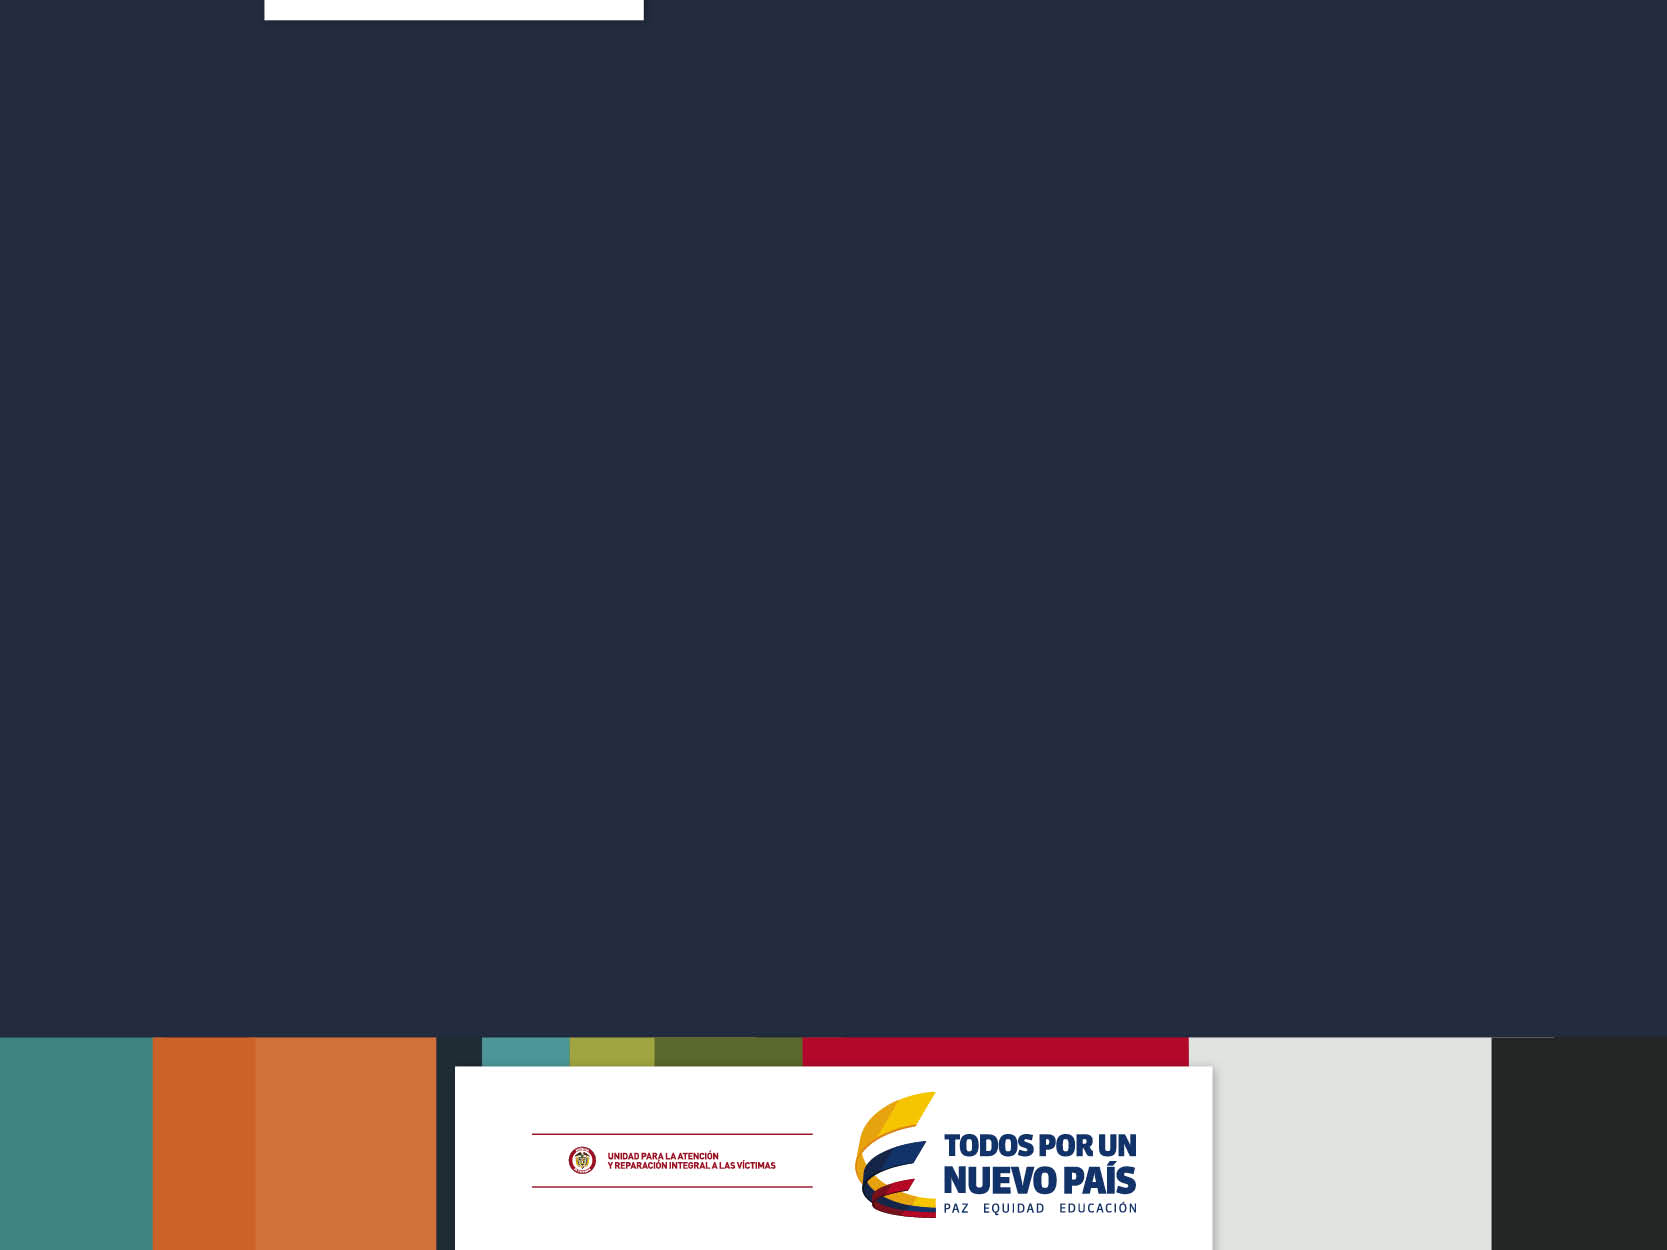 UNIDAD PARA LA ATENCIÓN
Y REPARACIÓN INTEGRAL A LAS VÍCTIMAS
TODOS POR UN
NUEVO PAÍS
PAZ EQUIDAD EDUCACIÓN